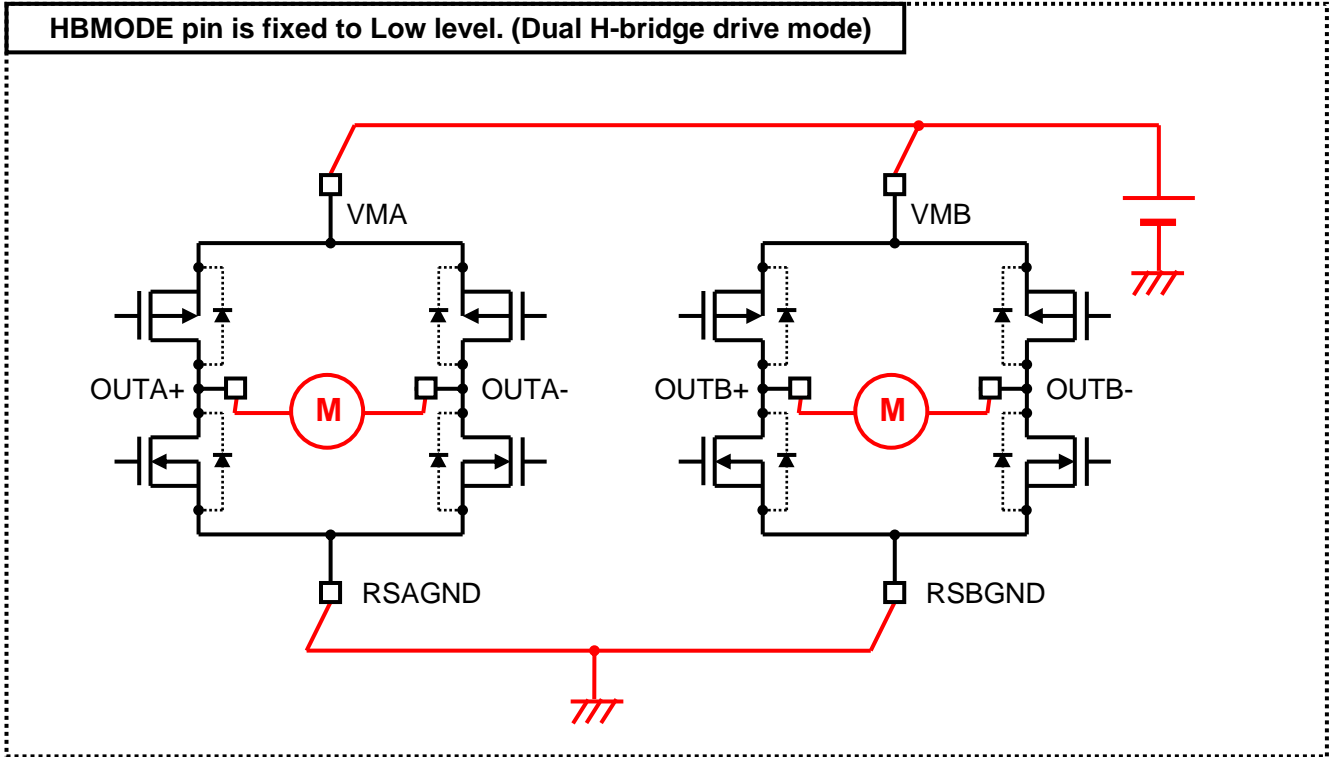 HBMODE pin is fixed to Low level. (Dual H-bridge drive mode)
VMA
VMB
OUTA+
M
OUTA-
OUTB+
M
OUTB-
RSAGND
RSBGND